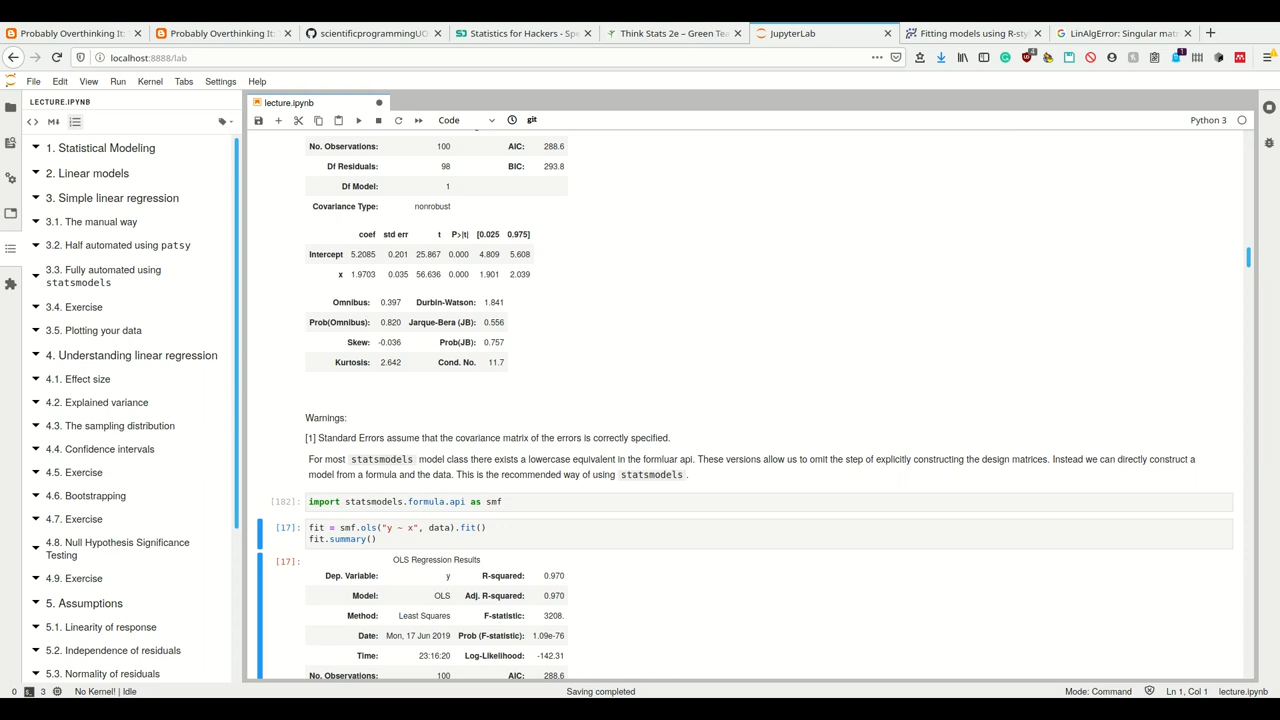 Probably Overthinking It:
Probably Overthinking It:
scientificprogrammingUO
Statistics for Hackers - Spe
Think Stats 2e – Green Tea
JupyterLab
Fitting models using R-sty
LinAlgError: Singular mat
localhost:8888/lab
File Edit View Run Kernel Tabs Settings Help
LECTURE.IPYNB
lecture.ipynb
Code
git
Python 3
1. Statistical Modeling
2. Linear models
3. Simple linear regression
3.1. The manual way
3.2. Half automated using patsy
3.3. Fully automated using
statsmodels
3.4. Exercise
3.5. Plotting your data
4. Understanding linear regression
4.1. Effect size
4.2. Explained variance
4.3. The sampling distribution
4.4. Confidence intervals
4.5. Exercise
4.6. Bootstrapping
4.7. Exercise
4.8. Null Hypothesis Significance
Testing
4.9. Exercise
5. Assumptions
5.1. Linearity of response
5.2. Independence of residuals
5.3. Normality of residuals
No. Observations: 100 AIC: 288.6
Df Residuals: 98 BIC: 293.8
Df Model: 1
Covariance Type: nonrobust
coef std err t P>|t| [0.025 0.975]
Intercept 5.2085 0.201 25.867 0.000 4.809 5.608
x 1.9703 0.035 56.636 0.000 1.901 2.039
Omnibus: 0.397 Durbin-Watson: 1.841
Prob(Omnibus): 0.820 Jarque-Bera (JB): 0.556
Skew: -0.036 Prob(JB): 0.757
Kurtosis: 2.642 Cond. No. 11.7
Warnings:
[1] Standard Errors assume that the covariance matrix of the errors is correctly specified.
For most statsmodels model class there exists a lowercase equivalent in the formluar api. These versions allow us to omit the step of explicitly constructing the design matrices. Instead we can directly construct a
model from a formula and the data. This is the recommended way of using statsmodels.
[182]: import statsmodels.formula.api as smf
[17]: fit = smf.ols("y ~ x", data).fit()
fit.summary()
[17]: OLS Regression Results
Dep. Variable: y R-squared: 0.970
Model: OLS Adj. R-squared: 0.970
Method: Least Squares F-statistic: 3208.
Date: Mon, 17 Jun 2019 Prob (F-statistic): 1.09e-76
Time: 23:16:20 Log-Likelihood: -142.31
No. Observations: 100 AIC: 288.6
0 3 No Kernel! | Idle
Saving completed
Mode: Command Ln 1, Col 1 lecture.ipynb